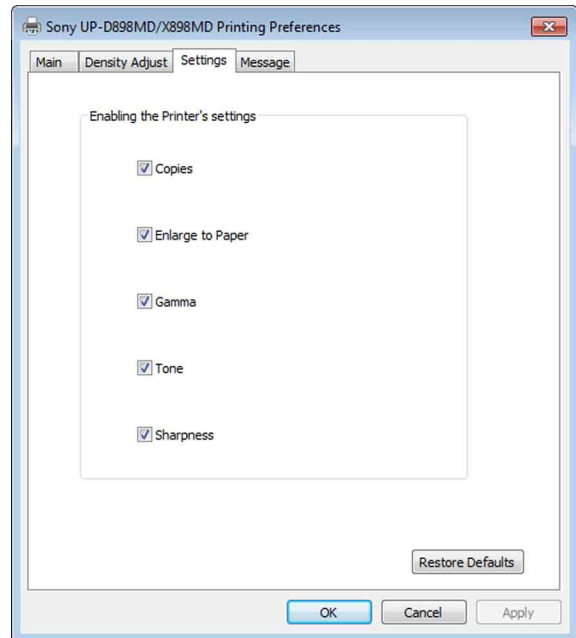 Sony UP-D898MD/X898MD Printing Preferences
Main Density Adjust Settings Message
Enabling the Printer's settings
Copies
Enlarge to Paper
Gamma
Tone
Sharpness
Restore Defaults
OK Cancel Apply